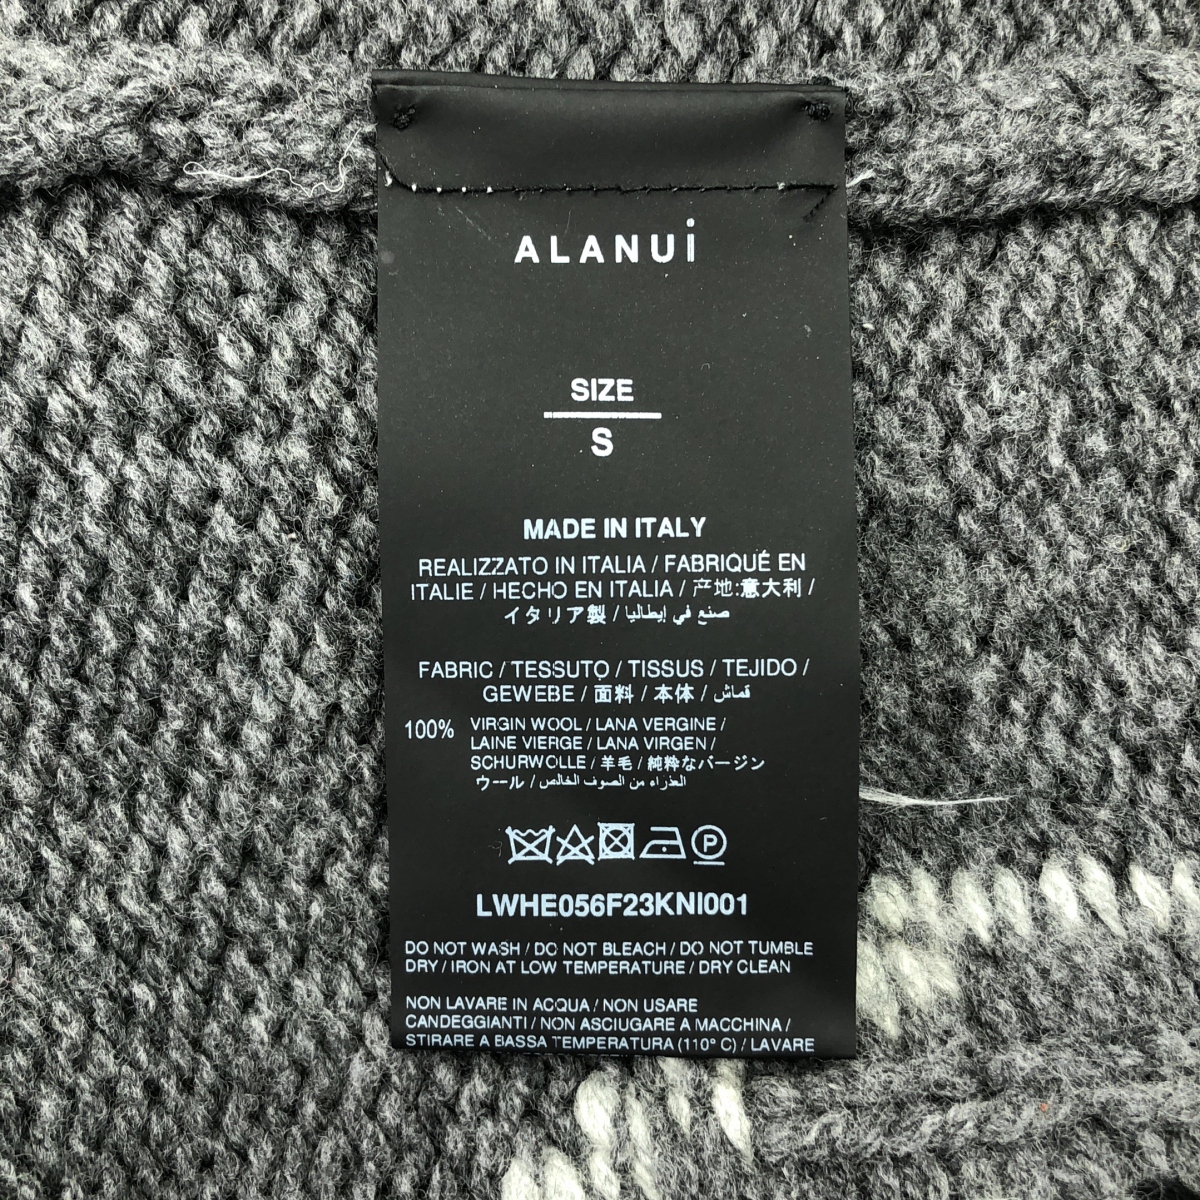 ALANUi
SIZE
S
MADE IN ITALY
REALIZZATO IN ITALIA / FABRIQUÉ EN
ITALIE / HECHO EN ITALIA / 产地:意大利 /
イタリア製 / صنع في إيطاليا
FABRIC / TESSUTO / TISSUS / TEJIDO /
GEWEBE / 面料 / 本体 / قماش
100% VIRGIN WOOL / LANA VERGINE /
LAINE VIERGE / LANA VIRGEN /
SCHURWOLLE / 羊毛 / 純粋なバージン
ウール / العذراء من الصوف الخالص
P
LWHE056F23KNI001
DO NOT WASH / DO NOT BLEACH / DO NOT TUMBLE
DRY / IRON AT LOW TEMPERATURE / DRY CLEAN
NON LAVARE IN ACQUA / NON USARE
CANDEGGIANTI / NON ASCIUGARE A MACCHINA /
STIRARE A BASSA TEMPERATURA (110° C) / LAVARE